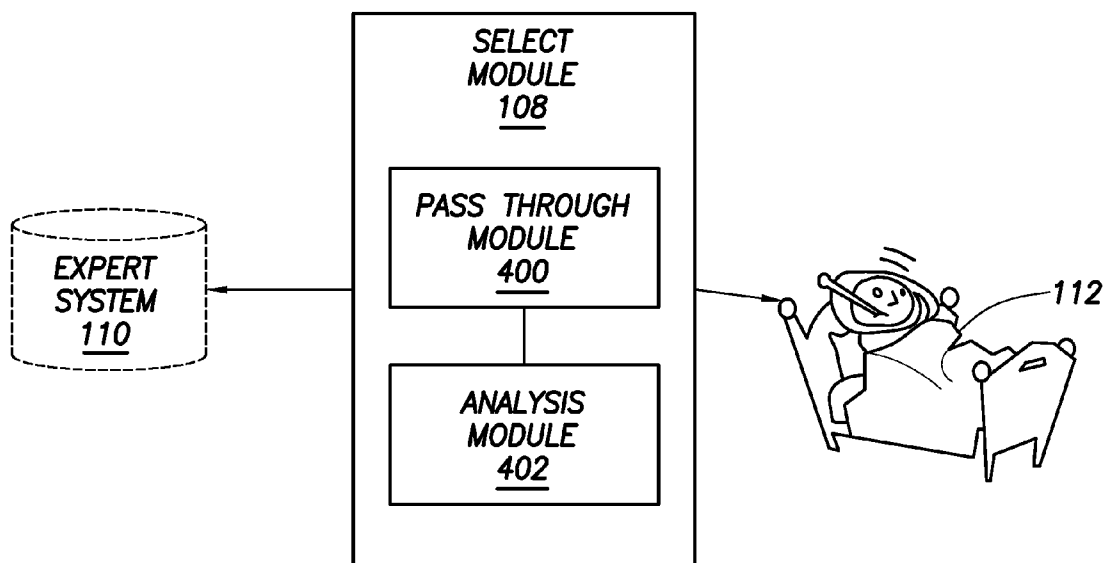 SELECT
MODULE
108
PASS THROUGH
MODULE
400
EXPERT
SYSTEM
110
112
ANALYSIS
MODULE
402